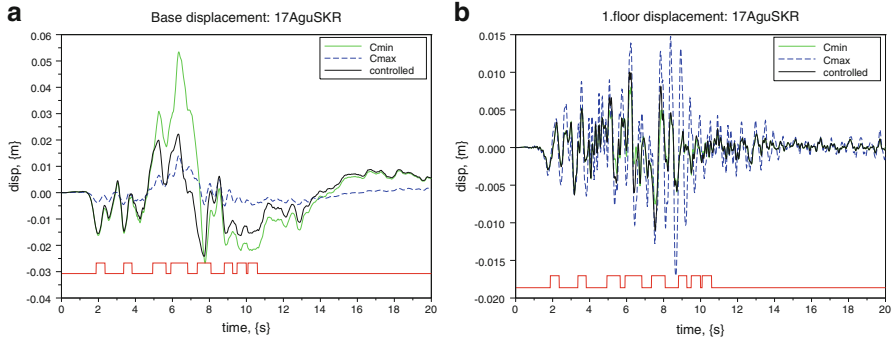 a
Base displacement: 17AguSKR
0.06
0.05
0.04
0.03
0.02
0.01
0.00
-0.01
-0.02
-0.03
-0.04
disp, {m}
Cmin
Cmax
controlled
0 2 4 6 8 10 12 14 16 18 20
time, {s}
b
1.floor displacement: 17AguSKR
0.015
0.010
0.005
0.000
-0.005
-0.010
-0.015
-0.020
disp, {m}
Cmin
Cmax
controlled
0 2 4 6 8 10 12 14 16 18 20
time, {s}